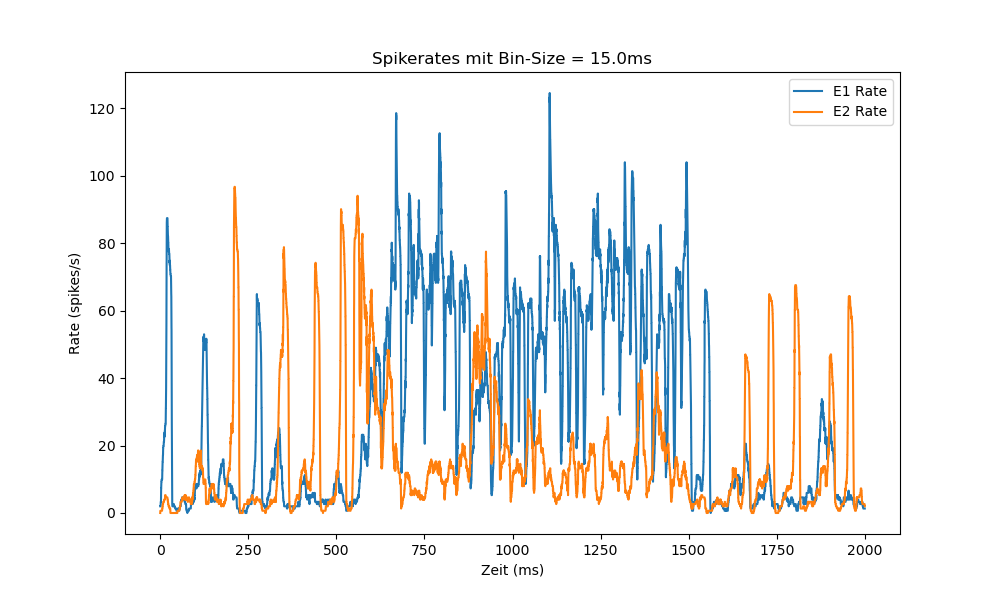 Spikerates mit Bin-Size = 15.0ms
E1 Rate
E2 Rate
120
100
80
60
40
20
0
Rate (spikes/s)
0 250 500 750 1000 1250 1500 1750 2000
Zeit (ms)